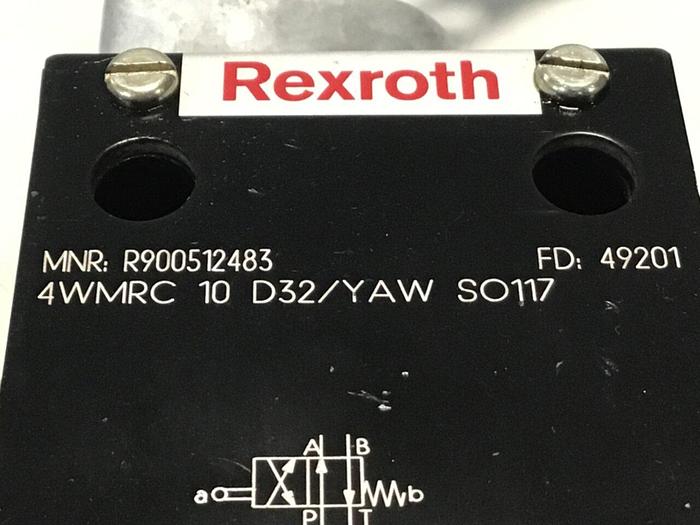 Rexroth
MNR: R900512483 FD: 49201
4WMRC 10 D32/YAW SO117
A B
a b
P T